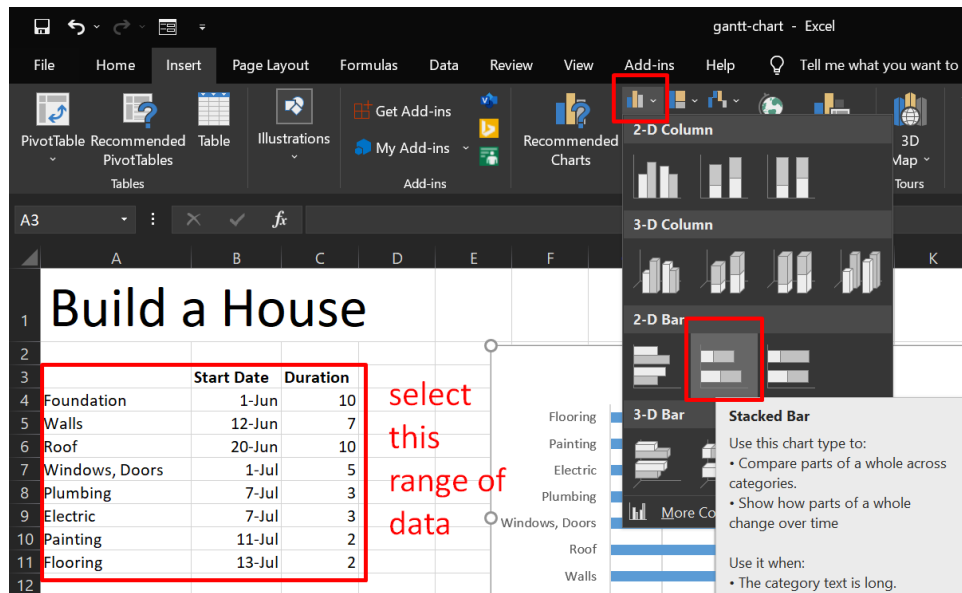 gantt-chart - Excel
File Home Insert Page Layout Formulas Data Review View Add-ins Help Tell me what you want to
PivotTable Recommended PivotTables Table Illustrations Get Add-ins My Add-ins Recommended Charts 3D Map
Tables Add-ins Tours
2-D Column
3-D Column
2-D Bar
3-D Bar
More Co
Stacked Bar
Use this chart type to:
• Compare parts of a whole across
categories.
• Show how parts of a whole
change over time
Use it when:
• The category text is long.
A3 fx
A B C D E F K
1 Build a House
2
3 Start Date Duration
4 Foundation 1-Jun 10
5 Walls 12-Jun 7
6 Roof 20-Jun 10
7 Windows, Doors 1-Jul 5
8 Plumbing 7-Jul 3
9 Electric 7-Jul 3
10 Painting 11-Jul 2
11 Flooring 13-Jul 2
12
select
this
range of
data
Flooring
Painting
Electric
Plumbing
Windows, Doors
Roof
Walls